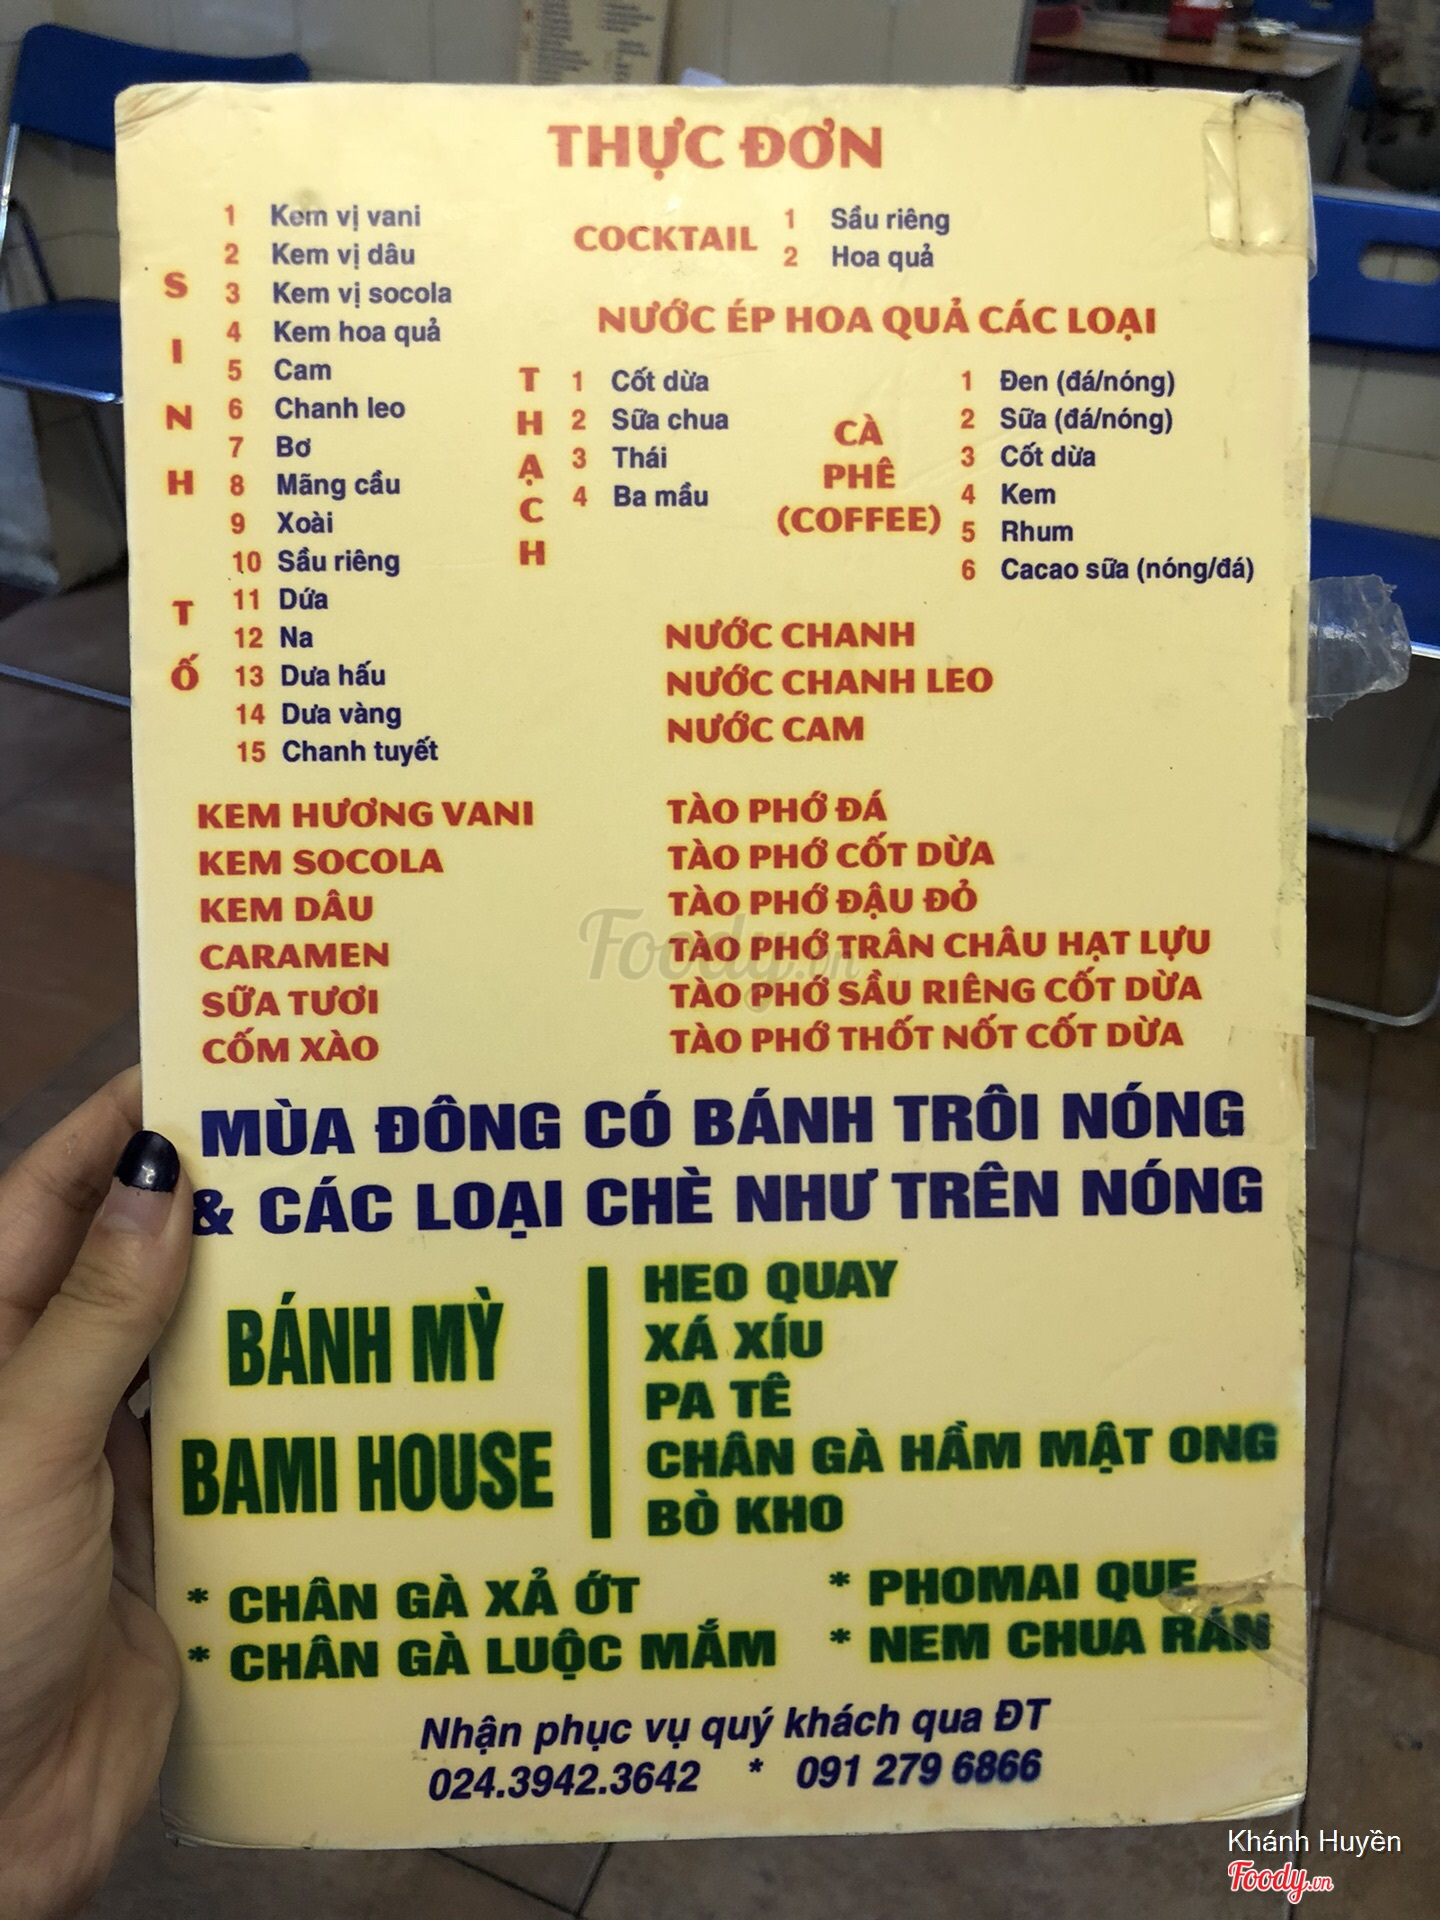 THỰC ĐƠN
SINH TỐ
1 Kem vị vani
2 Kem vị dâu
3 Kem vị socola
4 Kem hoa quả
5 Cam
6 Chanh leo
7 Bơ
8 Mãng cầu
9 Xoài
10 Sầu riêng
11 Dứa
12 Na
13 Dưa hấu
14 Dưa vàng
15 Chanh tuyết
COCKTAIL
1 Sầu riêng
2 Hoa quả
NƯỚC ÉP HOA QUẢ CÁC LOẠI
THẠCH
1 Cốt dừa
2 Sữa chua
3 Thái
4 Ba mầu
CÀ
PHÊ
(COFFEE)
1 Đen (đá/nóng)
2 Sữa (đá/nóng)
3 Cốt dừa
4 Kem
5 Rhum
6 Cacao sữa (nóng/đá)
NƯỚC CHANH
NƯỚC CHANH LEO
NƯỚC CAM
KEM HƯƠNG VANI
KEM SOCOLA
KEM DÂU
CARAMEN
SỮA TƯƠI
CỐM XÀO
TÀO PHỚ ĐÁ
TÀO PHỚ CỐT DỪA
TÀO PHỚ ĐẬU ĐỎ
TÀO PHỚ TRÂN CHÂU HẠT LỰU
TÀO PHỚ SẦU RIÊNG CỐT DỪA
TÀO PHỚ THỐT NỐT CỐT DỪA
Foody.vn
MÙA ĐÔNG CÓ BÁNH TRÔI NÓNG
& CÁC LOẠI CHÈ NHƯ TRÊN NÓNG
BÁNH MỲ
BAMI HOUSE
HEO QUAY
XÁ XÍU
PA TÊ
CHÂN GÀ HẦM MẬT ONG
BÒ KHO
* CHÂN GÀ XẢ ỚT
* CHÂN GÀ LUỘC MẮM
* PHOMAI QUE
* NEM CHUA RÁN
Nhận phục vụ quý khách qua ĐT
024.3942.3642 * 091 279 6866
Khánh Huyền
Foody.vn